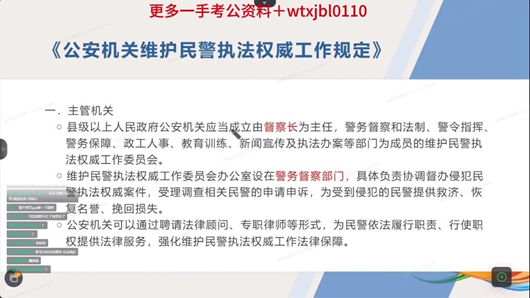 更多一手考公资料＋wtxjbl0110
《公安机关维护民警执法权威工作规定》
一．主管机关
○ 县级以上人民政府公安机关应当成立由督察长为主任，警务督察和法制、警令指挥、
警务保障、政工人事、教育训练、新闻宣传及执法办案等部门为成员的维护民警执
法权威工作委员会。
○ 维护民警执法权威工作委员会办公室设在警务督察部门，具体负责协调督办侵犯民
警执法权威案件，受理调查相关民警的申请申诉，为受到侵犯的民警提供救济、恢
复名誉、挽回损失。
○ 公安机关可以通过聘请法律顾问、专职律师等形式，为民警依法履行职责、行使职
权提供法律服务，强化维护民警执法权威工作法律保障。